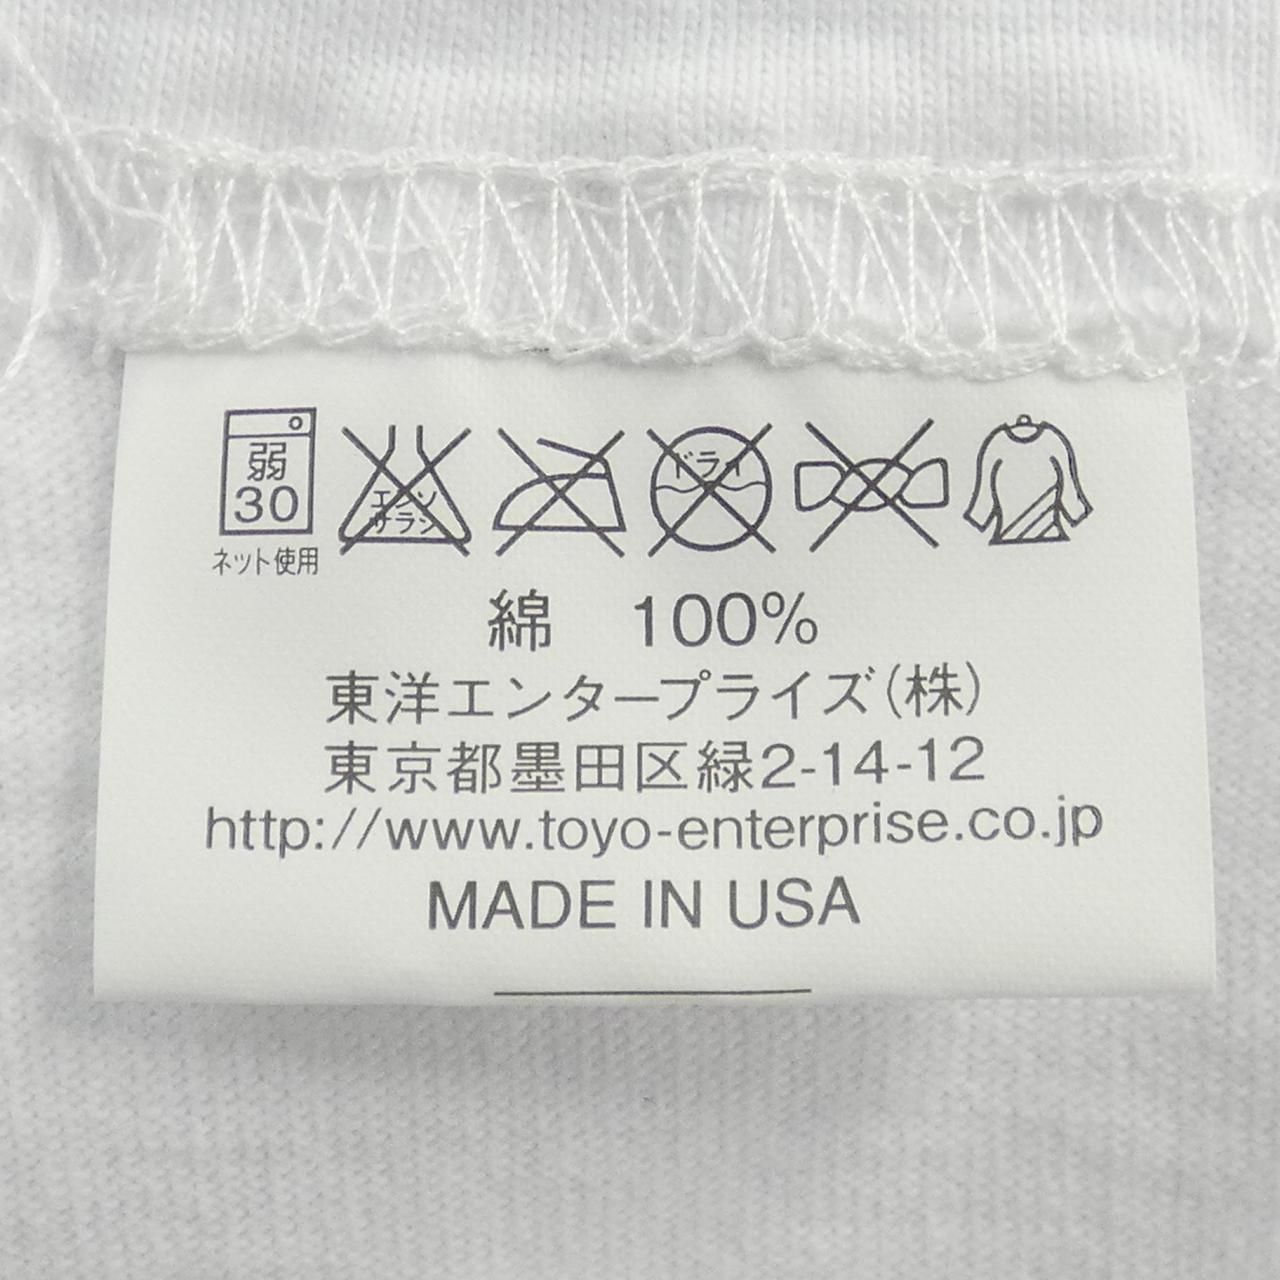 弱
30
ネット使用
エンソ
サラシ
ドライ
綿 100%
東洋エンタープライズ(株)
東京都墨田区緑2-14-12
http://www.toyo-enterprise.co.jp
MADE IN USA